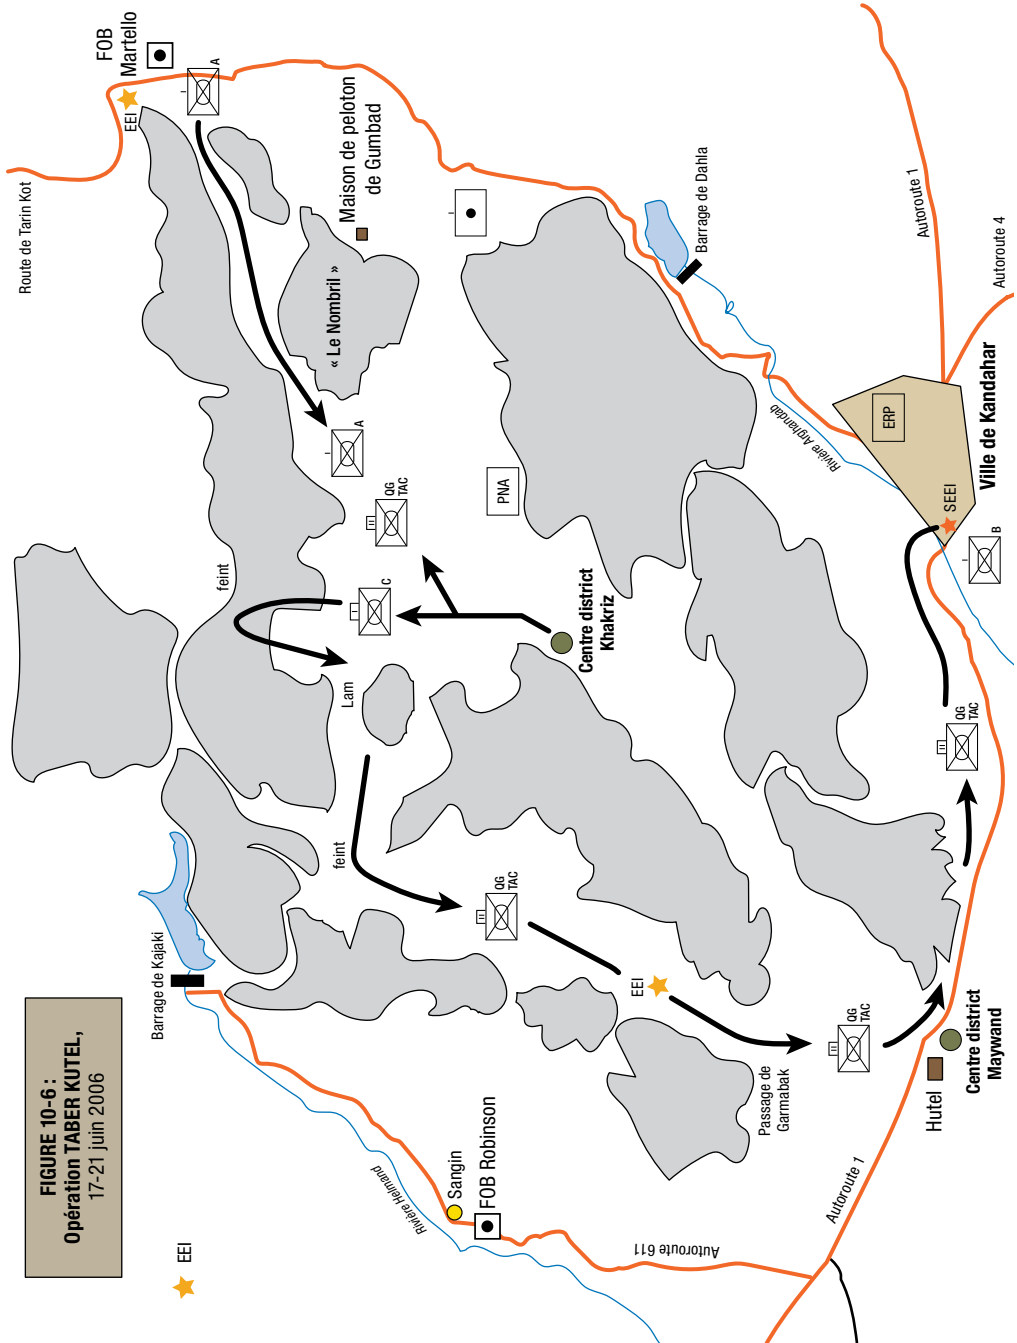 FIGURE 10-6 :
Opération TABER KUTEL,
17-21 juin 2006
EEI
Barrage de Kajaki
Rivière Helmand
Sangin
FOB Robinson
Autoroute 611
Autoroute 1
Hutel
Centre district
Maywand
Passage de
Garmabak
EEI
QG
TAC
QG
TAC
QG
TAC
feint
Lam
feint
C
QG
TAC
A
Centre district
Khakriz
PNA
« Le Nombril »
Maison de peloton
de Gumbad
Route de Tarin Kot
EEI
FOB
Martello
A
Barrage de Dahla
Rivière Arghandab
ERP
Ville de Kandahar
SEEI
B
Autoroute 1
Autoroute 4